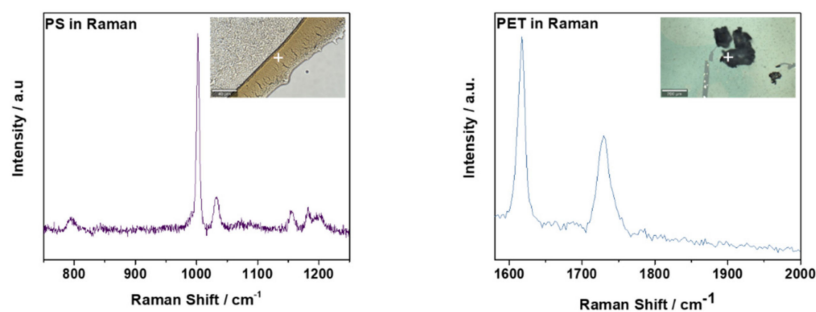 PS in Raman
Intensity / a.u
800
900
1000
1100
1200
Raman Shift / cm⁻¹
PET in Raman
Intensity / a.u.
1600
1700
1800
1900
2000
Raman Shift / cm⁻¹